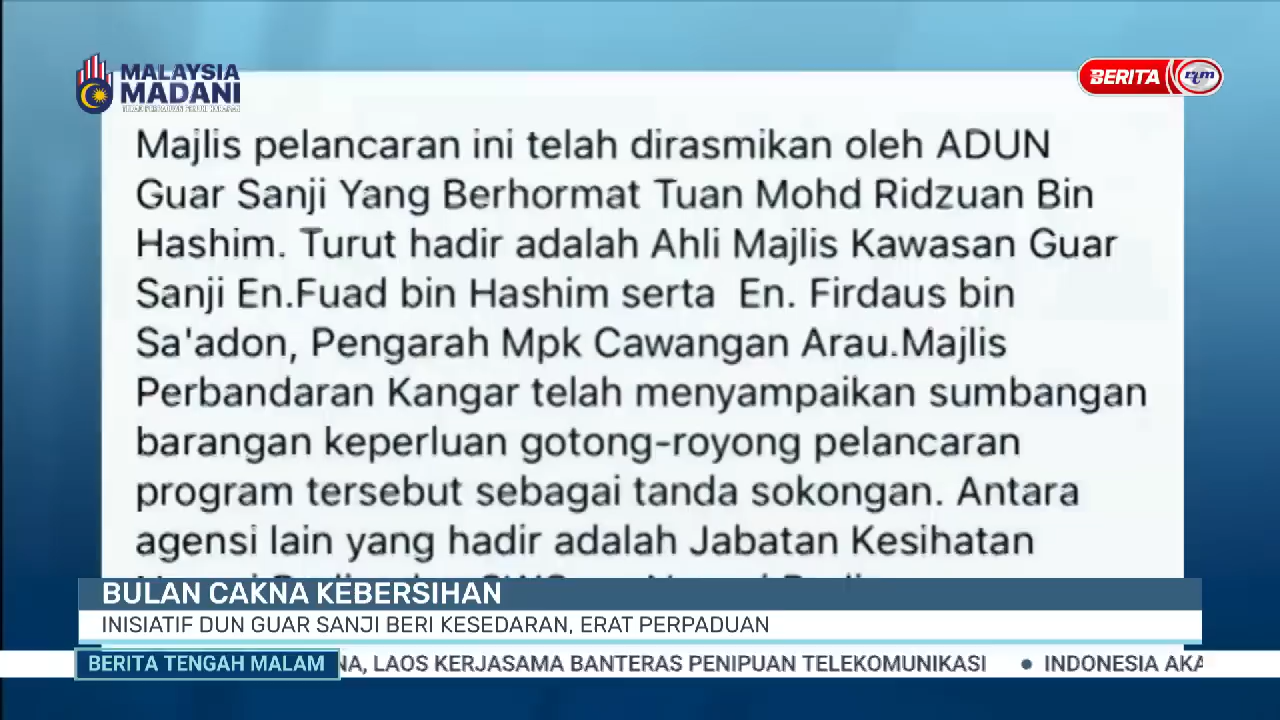 MALAYSIA
MADANI
BERITA rtm
Majlis pelancaran ini telah dirasmikan oleh ADUN
Guar Sanji Yang Berhormat Tuan Mohd Ridzuan Bin
Hashim. Turut hadir adalah Ahli Majlis Kawasan Guar
Sanji En.Fuad bin Hashim serta  En. Firdaus bin
Sa'adon, Pengarah Mpk Cawangan Arau.Majlis
Perbandaran Kangar telah menyampaikan sumbangan
barangan keperluan gotong-royong pelancaran
program tersebut sebagai tanda sokongan. Antara
agensi lain yang hadir adalah Jabatan Kesihatan
BULAN CAKNA KEBERSIHAN
INISIATIF DUN GUAR SANJI BERI KESEDARAN, ERAT PERPADUAN
BERITA TENGAH MALAM NA, LAOS KERJASAMA BANTERAS PENIPUAN TELEKOMUNIKASI • INDONESIA AKA